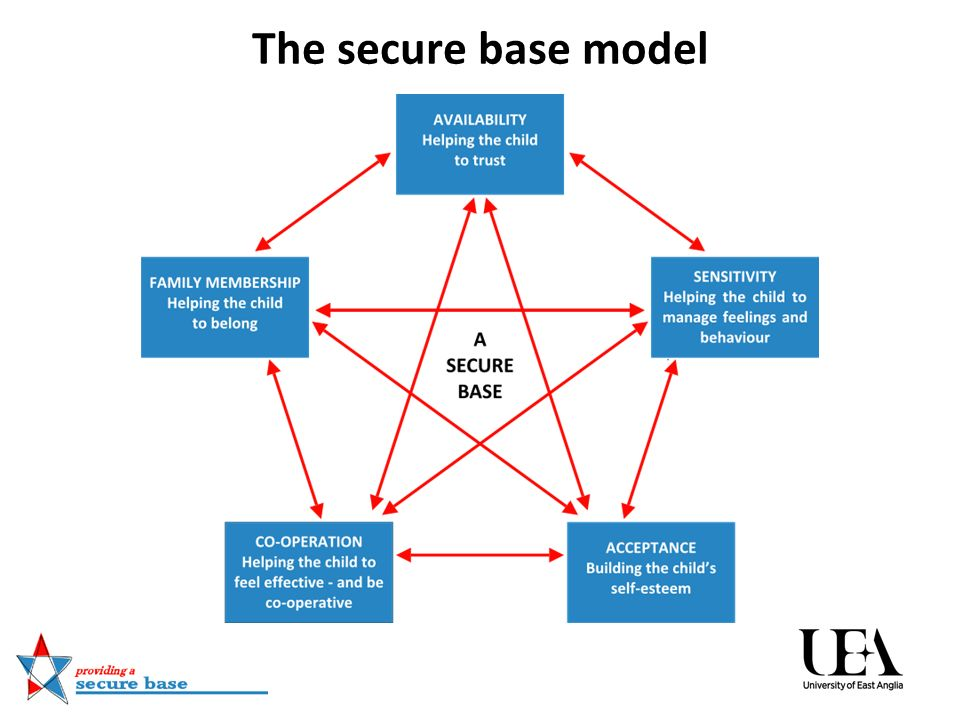 The secure base model
AVAILABILITY
Helping the child
to trust
FAMILY MEMBERSHIP
Helping the child
to belong
SENSITIVITY
Helping the child to
manage feelings and
behaviour
A
SECURE
BASE
CO-OPERATION
Helping the child to
feel effective - and be
co-operative
ACCEPTANCE
Building the child's
self-esteem
providing a
secure base
UEA
University of East Anglia